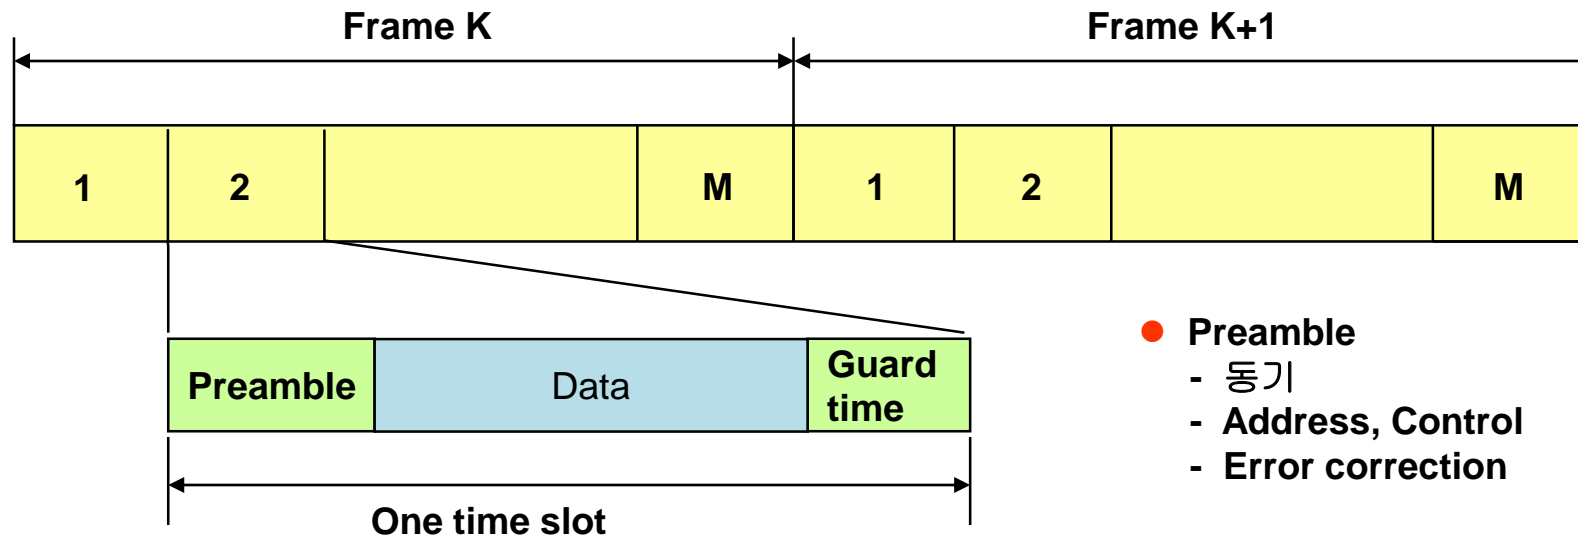 Frame K
Frame K+1
1
2
M
1
2
M
Preamble
Data
Guard
time
One time slot
Preamble
- 동기
- Address, Control
- Error correction